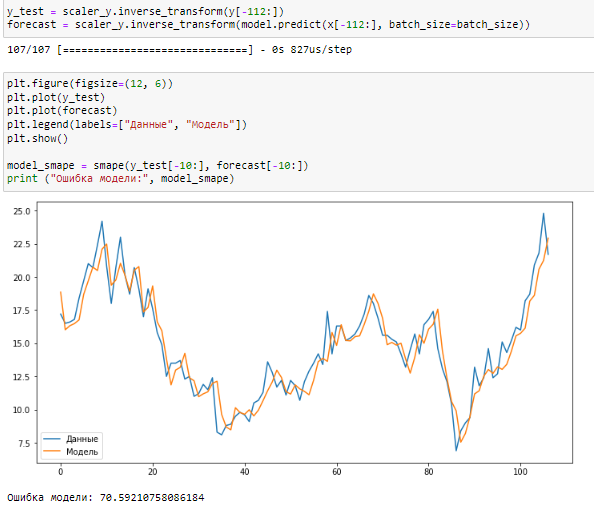 y_test = scaler_y.inverse_transform(y[-112:])
forecast = scaler_y.inverse_transform(model.predict(x[-112:], batch_size=batch_size))
107/107 [==============================] - 0s 827us/step
plt.figure(figsize=(12, 6))
plt.plot(y_test)
plt.plot(forecast)
plt.legend(labels=["Данные", "Модель"])
plt.show()
model_smape = smape(y_test[-10:], forecast[-10:])
print ("Ошибка модели:", model_smape)
25.0
22.5
20.0
17.5
15.0
12.5
10.0
7.5
Данные
Модель
0 20 40 60 80 100
Ошибка модели: 70.59210758086184